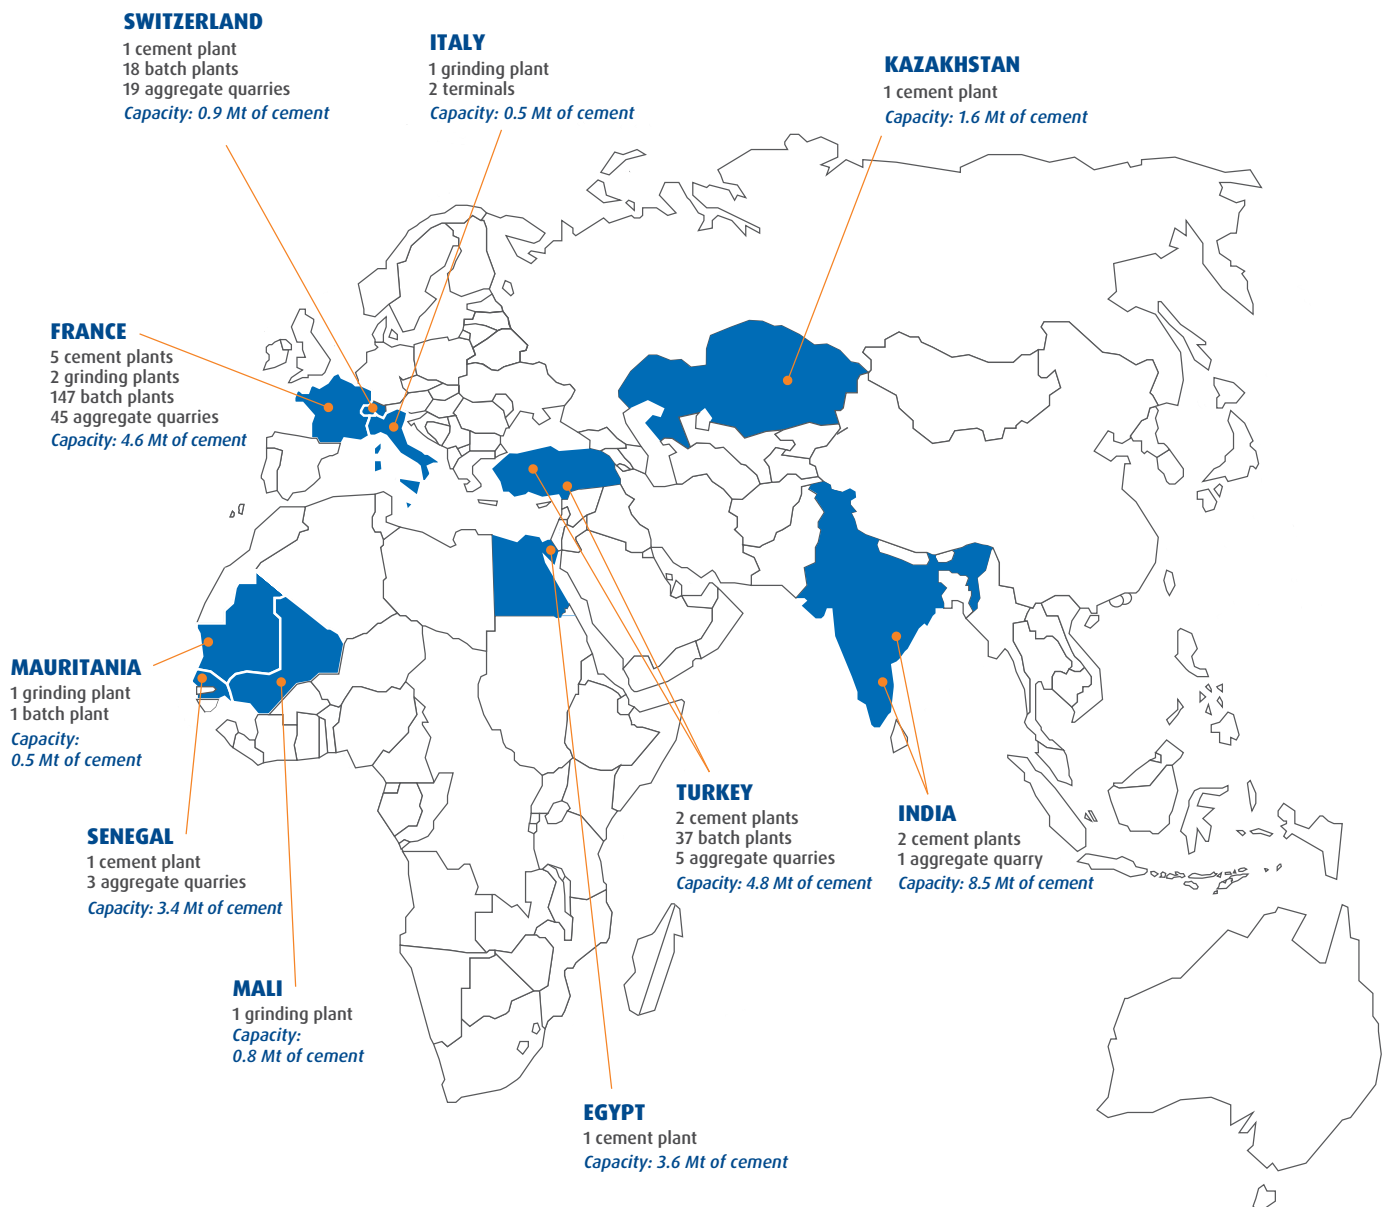 SWITZERLAND
1 cement plant
18 batch plants
19 aggregate quarries
Capacity: 0.9 Mt of cement
ITALY
1 grinding plant
2 terminals
Capacity: 0.5 Mt of cement
KAZAKHSTAN
1 cement plant
Capacity: 1.6 Mt of cement
FRANCE
5 cement plants
2 grinding plants
147 batch plants
45 aggregate quarries
Capacity: 4.6 Mt of cement
MAURITANIA
1 grinding plant
1 batch plant
Capacity:
0.5 Mt of cement
SENEGAL
1 cement plant
3 aggregate quarries
Capacity: 3.4 Mt of cement
TURKEY
2 cement plants
37 batch plants
5 aggregate quarries
Capacity: 4.8 Mt of cement
INDIA
2 cement plants
1 aggregate quarry
Capacity: 8.5 Mt of cement
MALI
1 grinding plant
Capacity:
0.8 Mt of cement
EGYPT
1 cement plant
Capacity: 3.6 Mt of cement